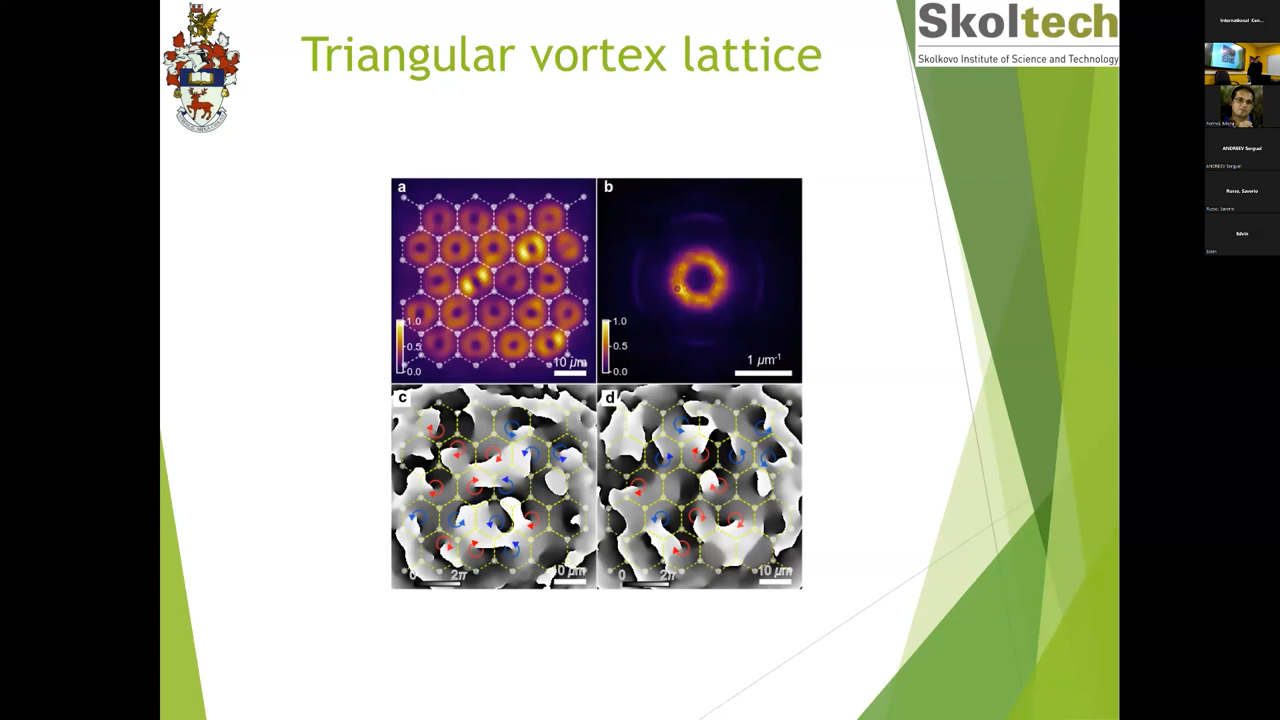 Triangular vortex lattice
Skoltech
Skolkovo Institute of Science and Technology
a
1.0
0.5
0.0
10 μm
b
1.0
0.5
0.0
1 μm⁻¹
c
0
2π
10 μm
d
0
2π
10 μm
International Cen...
ANDREEV Serguei
ANDREEV Serguei
Russo, Saverio
Russo, Saverio
Edvin
Edvin